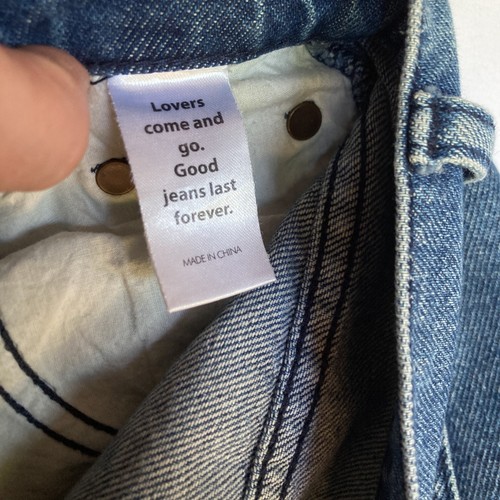 Lovers
come and
go.
Good
jeans last
forever.
MADE IN CHINA